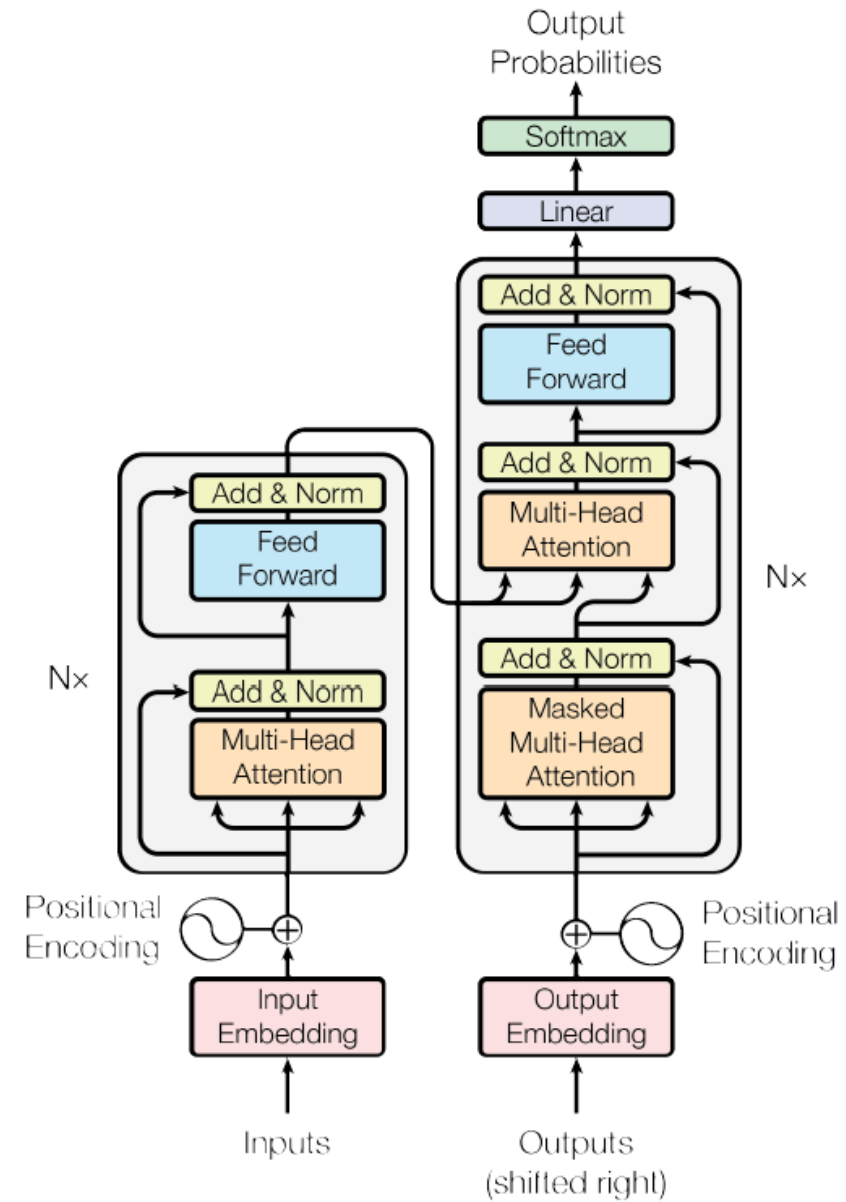 Output
Probabilities
Softmax
Linear
Add & Norm
Feed
Forward
Add & Norm
Multi-Head
Attention
Add & Norm
Masked
Multi-Head
Attention
Nx
Add & Norm
Feed
Forward
Add & Norm
Multi-Head
Attention
Nx
Positional
Encoding
Positional
Encoding
Input
Embedding
Output
Embedding
Inputs
Outputs
(shifted right)